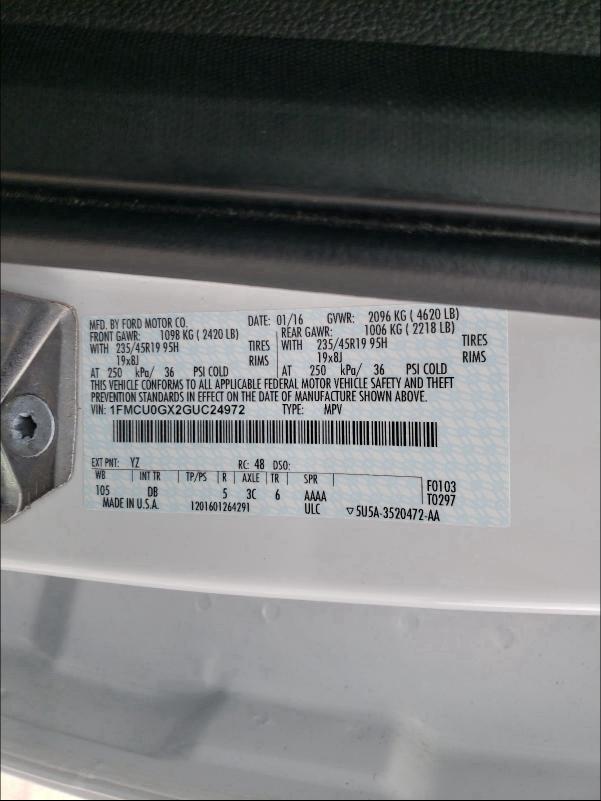 MFD. BY FORD MOTOR CO. DATE: 01/16 GVWR: 2096 KG ( 4620 LB)
FRONT GAWR: 1098 KG ( 2420 LB) REAR GAWR: 1006 KG ( 2218 LB)
WITH 235/45R19 95H TIRES WITH 235/45R19 95H TIRES
19x8J RIMS 19x8J RIMS
AT 250 kPa/ 36 PSI COLD AT 250 kPa/ 36 PSI COLD
THIS VEHICLE CONFORMS TO ALL APPLICABLE FEDERAL MOTOR VEHICLE SAFETY AND THEFT
PREVENTION STANDARDS IN EFFECT ON THE DATE OF MANUFACTURE SHOWN ABOVE.
VIN: 1FMCU0GX2GUC24972 TYPE: MPV
EXT PNT: YZ RC: 48 DSO:
WB INT TR TP/PS R AXLE TR SPR F0103
105 DB 5 3C 6 AAAA T0297
MADE IN U.S.A. 1201601264291 ULC ▽5U5A-3520472-AA